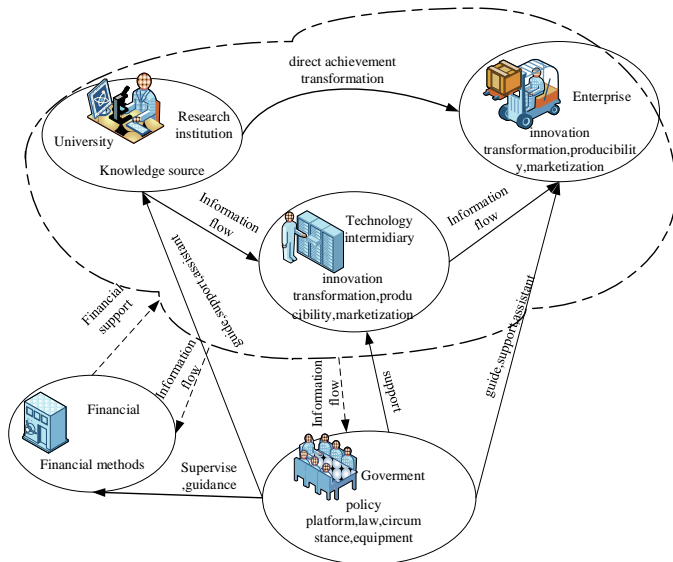 direct achievement
transformation
Research
institution
University
Knowledge source
Enterprise
innovation
transformation,producibilit
y,marketization
Information
flow
Information
flow
Technology
intermidiary
innovation
transformation,produ
cibility,marketization
guide,support,assistant
guide,support,assistant
Financial
support
Information
flow
Information
flow
support
Financial
Financial methods
Supervise
,guidance
Goverment
policy
platform,law,circum
stance,equipment